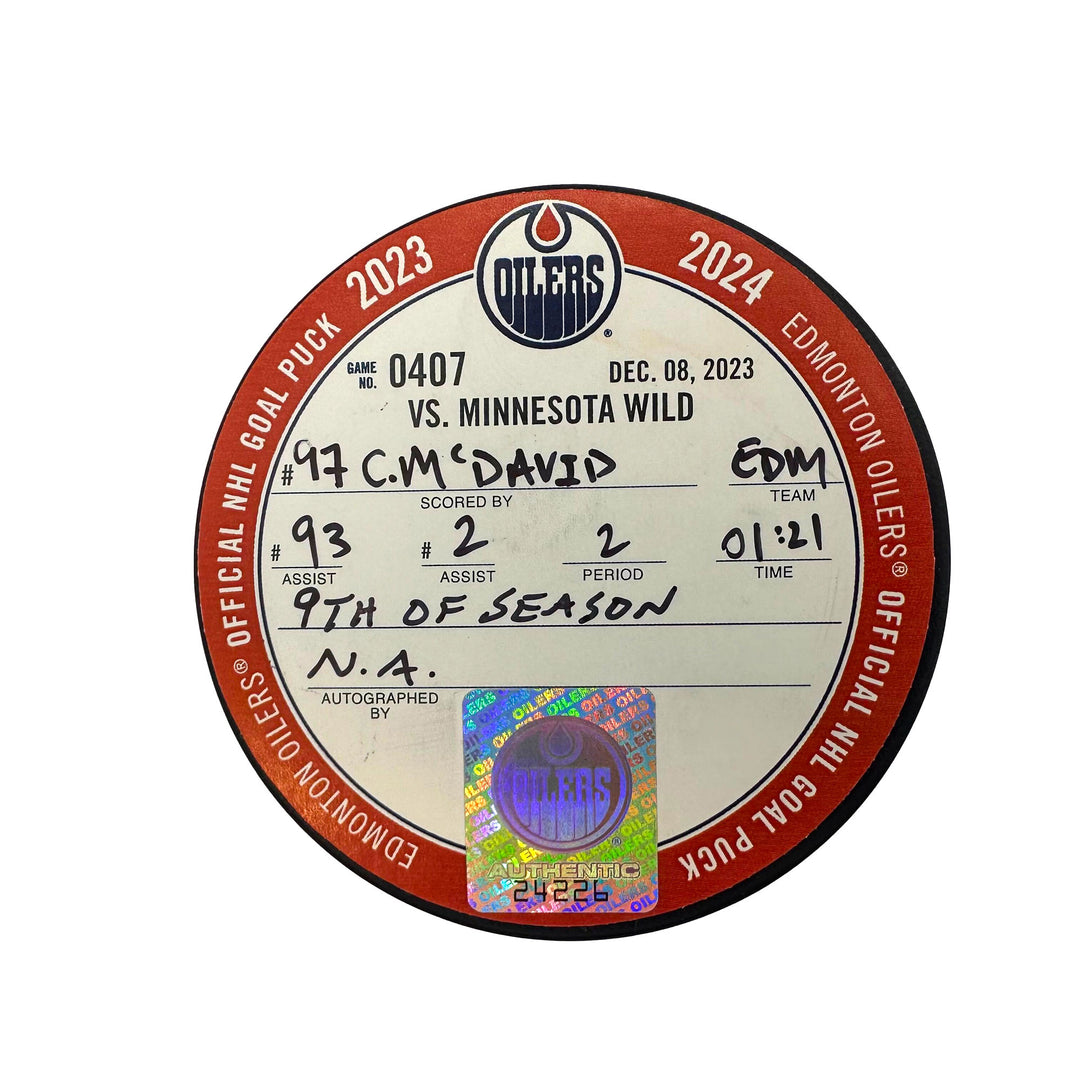 2023 2024
OILERS®
EDMONTON OILERS® OFFICIAL NHL GOAL PUCK
EDMONTON OILERS® OFFICIAL NHL GOAL PUCK
GAME NO. 0407 DEC. 08, 2023
VS. MINNESOTA WILD
#97 C.McDAVID EDM
SCORED BY TEAM
#93 #2 2 01:21
ASSIST ASSIST PERIOD TIME
9TH OF SEASON
N.A.
AUTOGRAPHED
BY
OILERS®
AUTHENTIC
24226